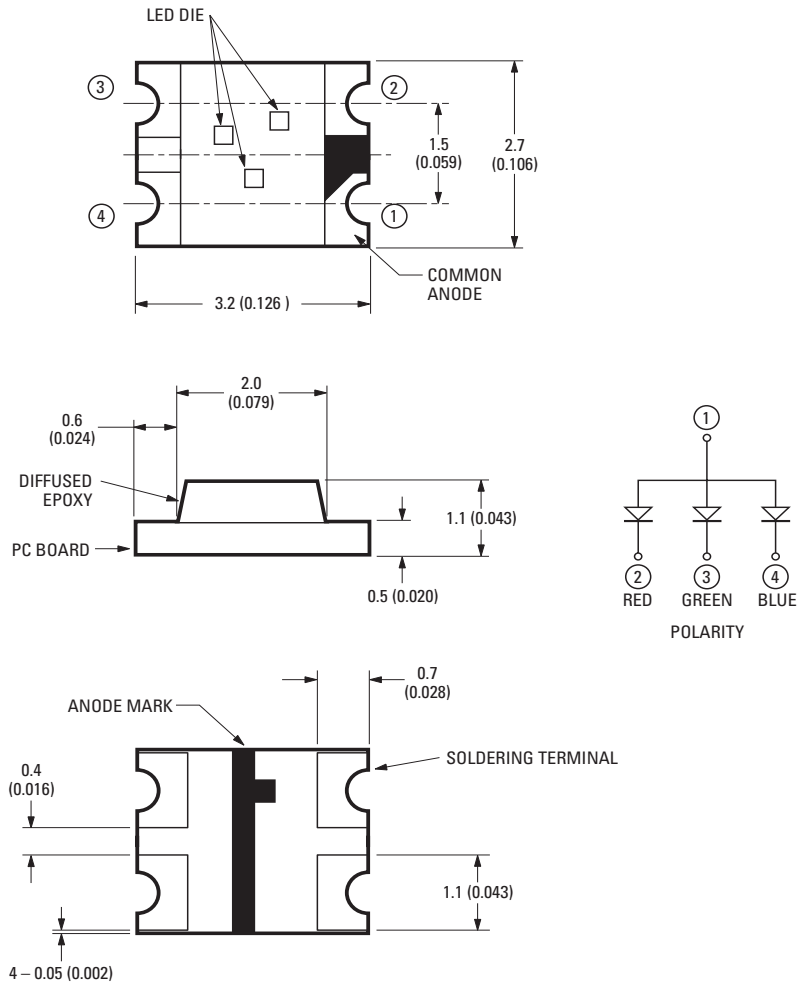 LED DIE
3
2
1.5
(0.059)
2.7
(0.106)
4
1
COMMON
ANODE
3.2 (0.126 )
2.0
(0.079)
0.6
(0.024)
DIFFUSED
EPOXY
1.1 (0.043)
PC BOARD
0.5 (0.020)
1
2
3
4
RED
GREEN
BLUE
POLARITY
0.7
(0.028)
ANODE MARK
SOLDERING TERMINAL
0.4
(0.016)
1.1 (0.043)
4 – 0.05 (0.002)